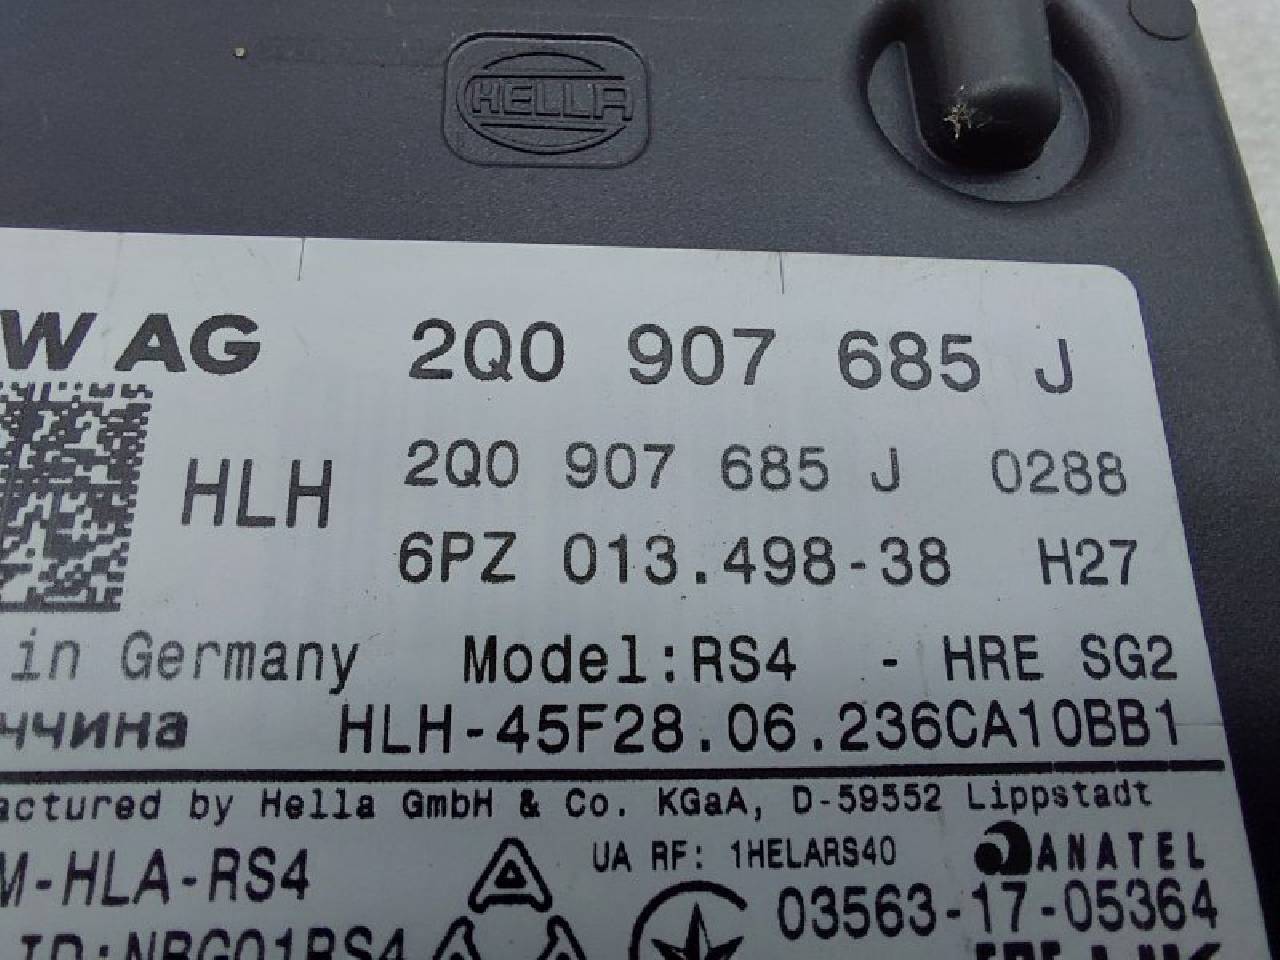 HELLA
W AG 2Q0 907 685 J
HLH 2Q0 907 685 J 0288
6PZ 013.498-38 H27
in Germany Model:RS4 - HRE SG2
ччина HLH-45F28.06.236CA10BB1
actured by Hella GmbH & Co. KGaA, D-59552 Lippstadt
M-HLA-RS4 UA RF: 1HELARS40 ANATEL
03563-17-05364
ID:NBG01RS4